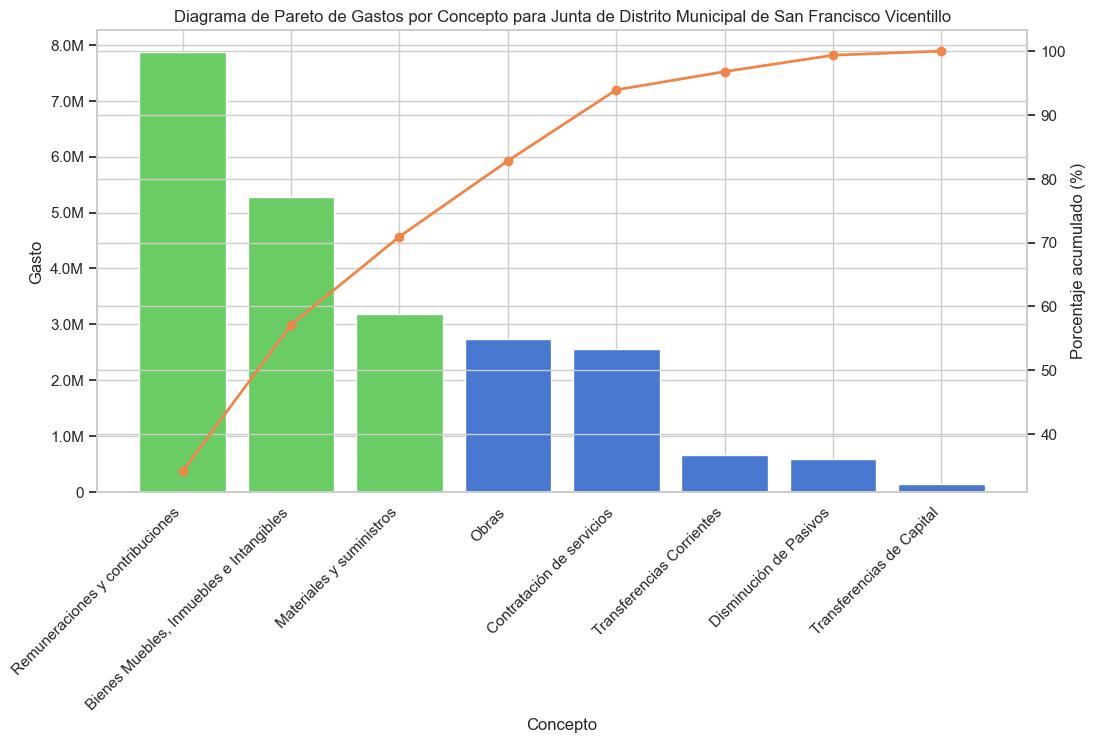 Diagrama de Pareto de Gastos por Concepto para Junta de Distrito Municipal de San Francisco Vicentillo
8.0M
7.0M
6.0M
5.0M
4.0M
3.0M
2.0M
1.0M
0
Gasto
100
90
80
70
60
50
40
Porcentaje acumulado (%)
Remuneraciones y contribuciones
Bienes Muebles, Inmuebles e Intangibles
Materiales y suministros
Obras
Contratación de servicios
Transferencias Corrientes
Disminución de Pasivos
Transferencias de Capital
Concepto